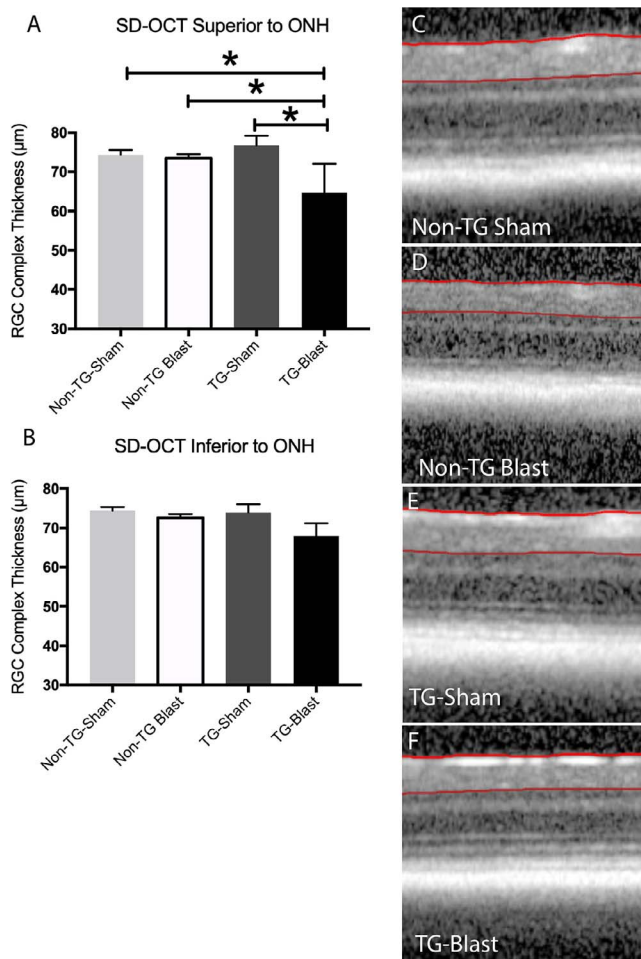 A
SD-OCT Superior to ONH
*
*
*
RGC Complex Thickness (µm)
80
70
60
50
40
30
Non-TG-Sham
Non-TG Blast
TG-Sham
TG-Blast
B
SD-OCT Inferior to ONH
RGC Complex Thickness (µm)
80
70
60
50
40
30
Non-TG-Sham
Non-TG Blast
TG-Sham
TG-Blast
C
Non-TG Sham
D
Non-TG Blast
E
TG-Sham
F
TG-Blast